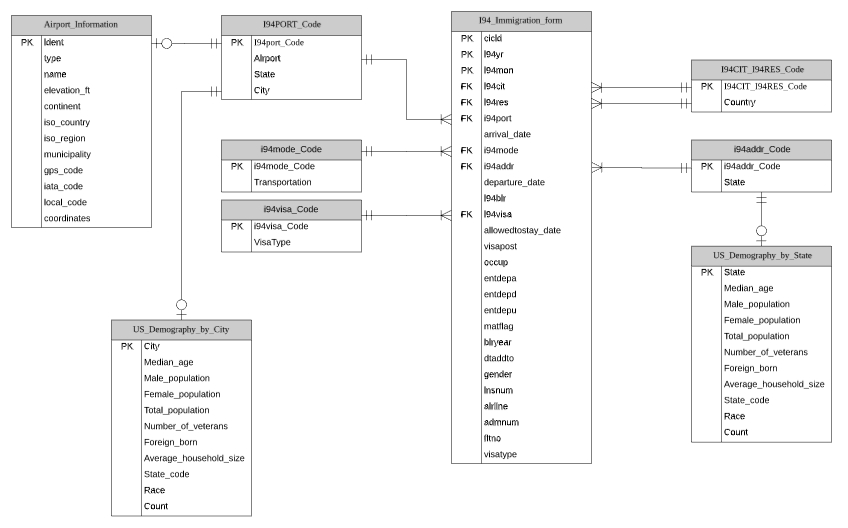 Airport_Information
PK Ident
type
name
elevation_ft
continent
iso_country
iso_region
municipality
gps_code
iata_code
local_code
coordinates
I94PORT_Code
PK I94port_Code
Airport
State
City
i94mode_Code
PK i94mode_Code
Transportation
i94visa_Code
PK i94visa_Code
VisaType
US_Demography_by_City
PK City
Median_age
Male_population
Female_population
Total_population
Number_of_veterans
Foreign_born
Average_household_size
State_code
Race
Count
I94_Immigration_form
PK cicid
PK i94yr
PK i94mon
FK i94cit
FK i94res
FK i94port
arrival_date
FK i94mode
FK i94addr
departure_date
i94bir
FK i94visa
allowedtostay_date
visapost
occup
entdepa
entdepd
entdepu
matflag
biryear
dtaddto
gender
insnum
airline
admnum
fltno
visatype
I94CIT_I94RES_Code
PK I94CIT_I94RES_Code
Country
i94addr_Code
PK i94addr_Code
State
US_Demography_by_State
PK State
Median_age
Male_population
Female_population
Total_population
Number_of_veterans
Foreign_born
Average_household_size
State_code
Race
Count